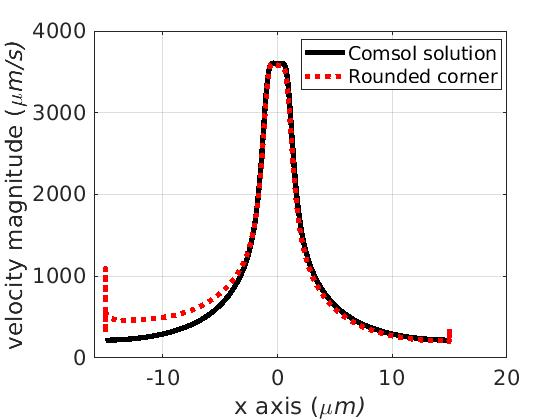 4000
3000
2000
1000
0
-10
0
10
20
velocity magnitude (μm/s)
x axis (μm)
Comsol solution
Rounded corner